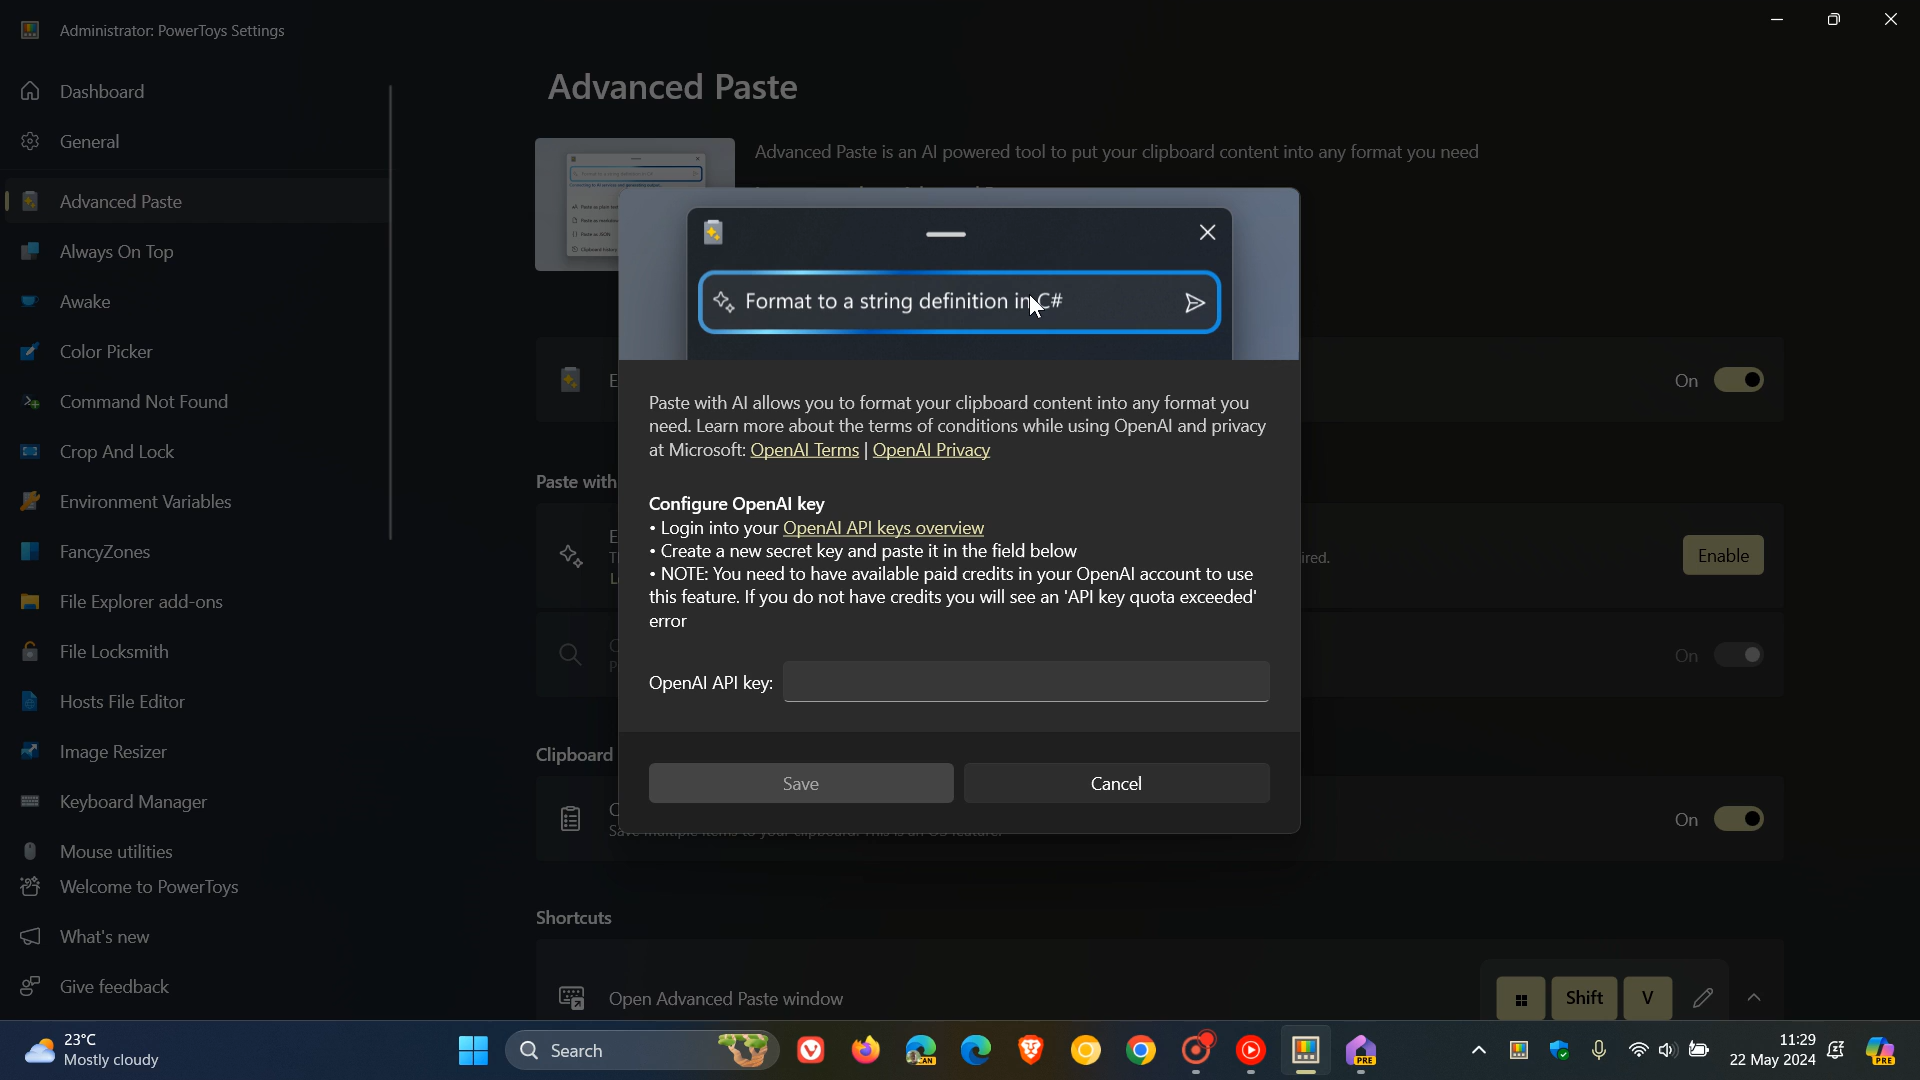 Administrator: PowerToys Settings
Dashboard
General
Advanced Paste
Always On Top
Awake
Color Picker
Command Not Found
Crop And Lock
Environment Variables
FancyZones
File Explorer add-ons
File Locksmith
Hosts File Editor
Image Resizer
Keyboard Manager
Mouse utilities
Welcome to PowerToys
What's new
Give feedback
Advanced Paste
Advanced Paste is an AI powered tool to put your clipboard content into any format you need
On
Paste with
Enable
On
Clipboard
On
Shortcuts
Open Advanced Paste window
Shift
V
Format to a string definition in C#
Paste with AI allows you to format your clipboard content into any format you
need. Learn more about the terms of conditions while using OpenAI and privacy
at Microsoft: OpenAI Terms | OpenAI Privacy
Configure OpenAI key
• Login into your OpenAI API keys overview
• Create a new secret key and paste it in the field below
• NOTE: You need to have available paid credits in your OpenAI account to use
this feature. If you do not have credits you will see an 'API key quota exceeded'
error
OpenAI API key:
Save
Cancel
23°C
Mostly cloudy
Search
CAN
PRE
11:29
22 May 2024
PRE